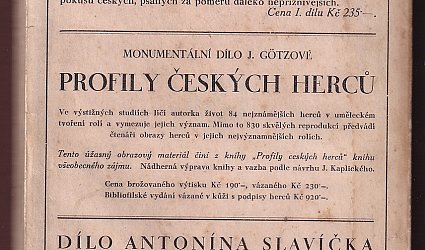 pokusů českých, psaných za poměrů daleko nepříznivějších.
Cena I. dílu Kč 235·—.
MONUMENTÁLNÍ DÍLO J. GÖTZOVÉ
PROFILY ČESKÝCH HERCŮ
Ve výstižných studiích líčí autorka život 84 nejznámějších herců v uměleckém
tvoření rolí a vymezuje jejich význam. Mimo to 830 skvělých reprodukcí předvádí
čtenáři obrazy herců v jejich nejvýznamnějších rolích.
Tento úžasný obrazový materiál činí z knihy „Profily českých herců" knihu
všeobecného zájmu. Nádherná výprava knihy a vazba podle návrhu J. Kaplického.
Cena brožovaného výtisku Kč 190·—, vázaného Kč 230·—.
Bibliofilské vydání vázané v kůži s podpisy herců Kč 920·—.
DÍLO ANTONÍNA SLAVÍČKA